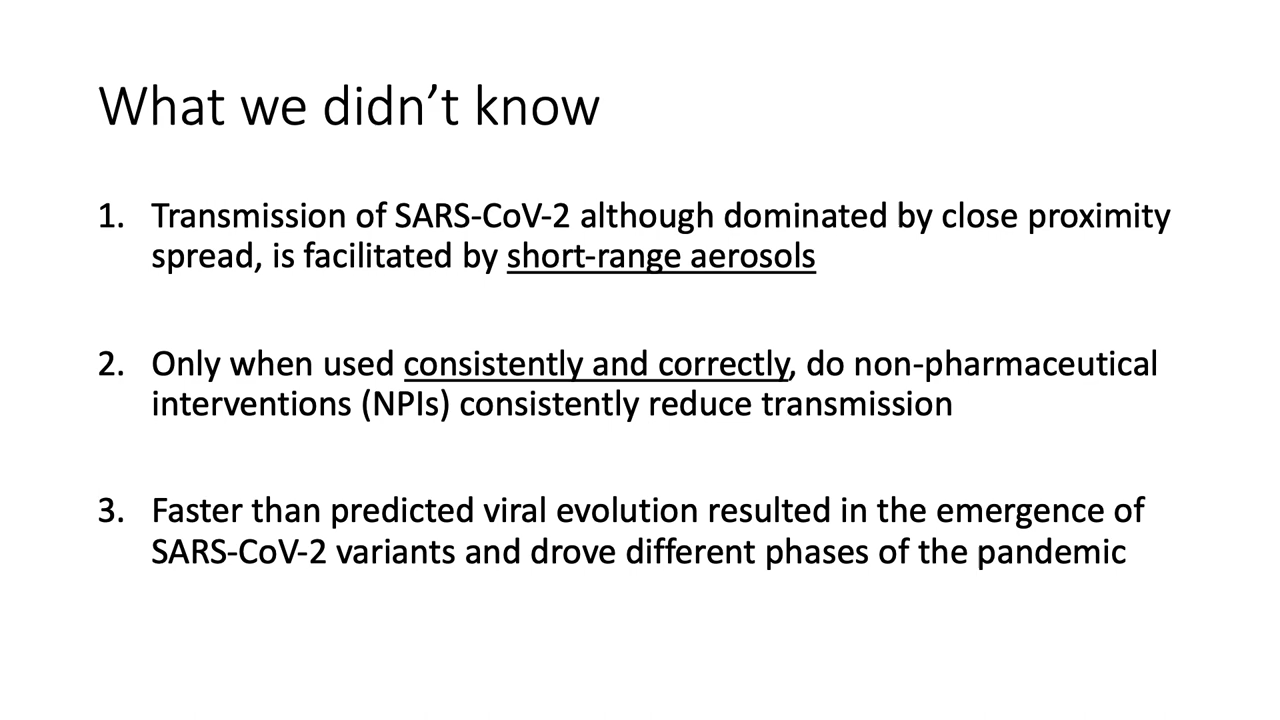 What we didn’t know
1. Transmission of SARS-CoV-2 although dominated by close proximity
spread, is facilitated by short-range aerosols
2. Only when used consistently and correctly, do non-pharmaceutical
interventions (NPIs) consistently reduce transmission
3. Faster than predicted viral evolution resulted in the emergence of
SARS-CoV-2 variants and drove different phases of the pandemic